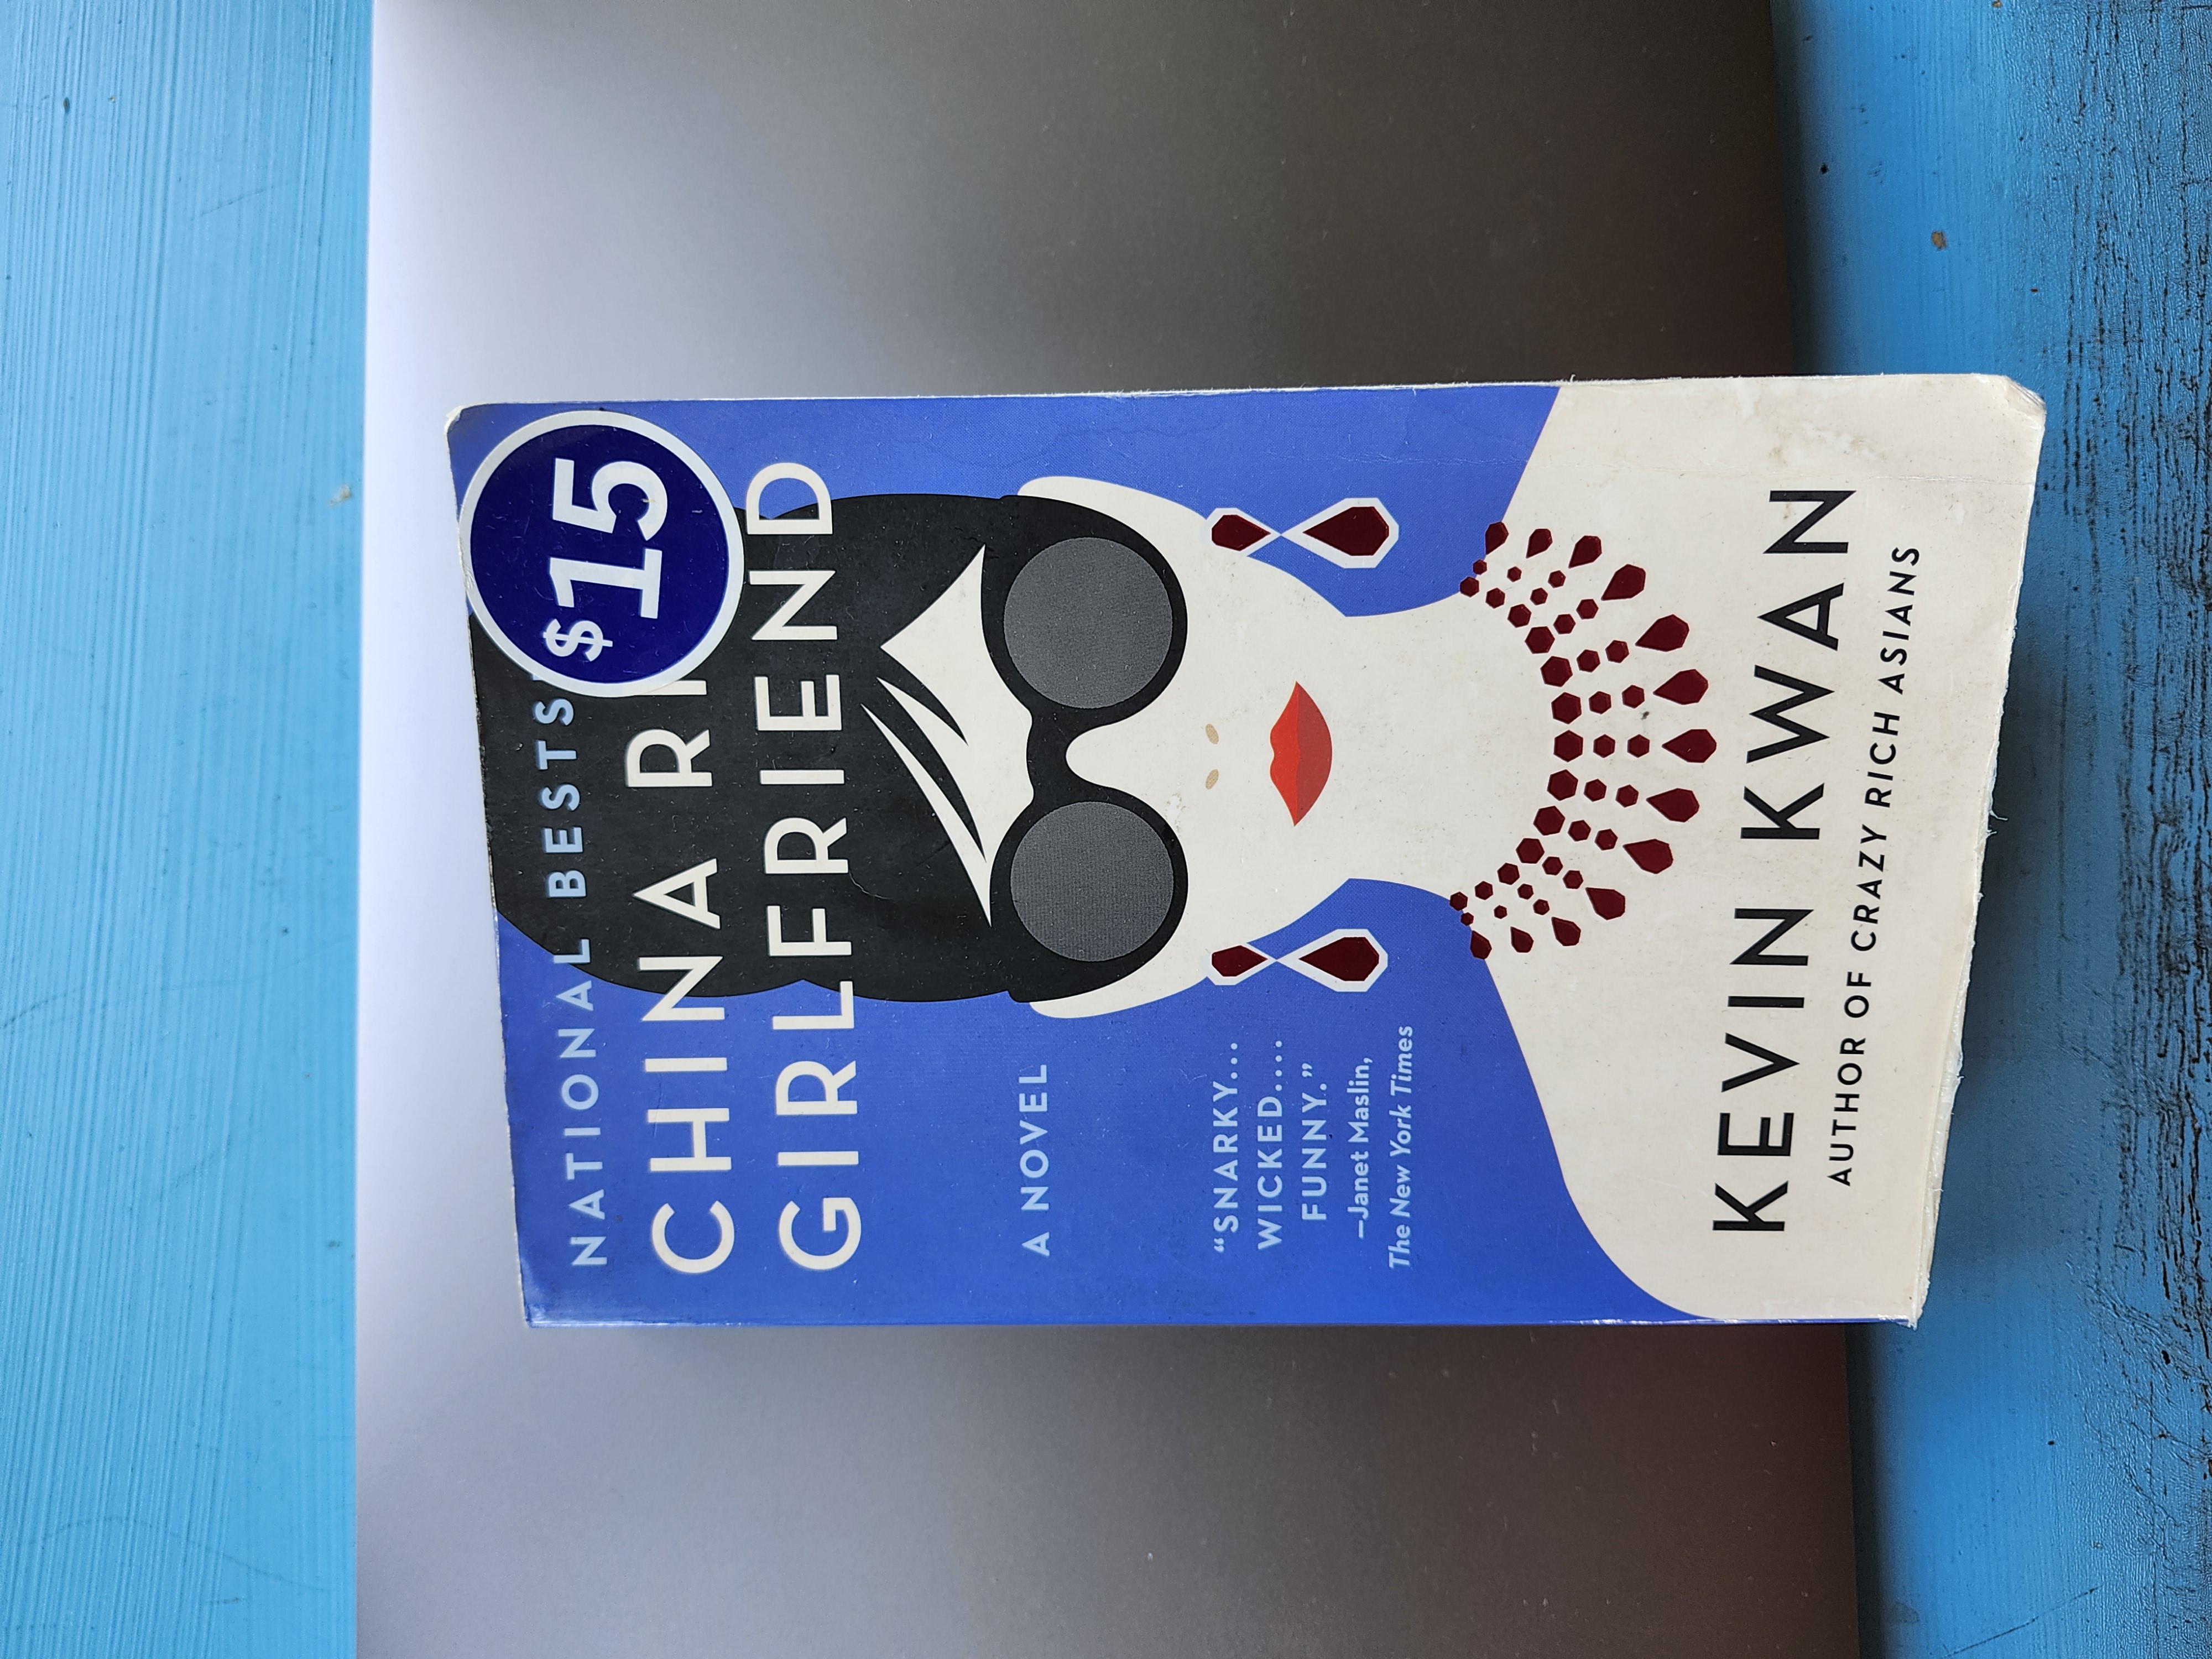 NATIONAL BESTS
$15
CHINA RI
GIRLFRIEND
A NOVEL
“SNARKY...
WICKED....
FUNNY.”
—Janet Maslin,
The New York Times
KEVIN KWAN
AUTHOR OF CRAZY RICH ASIANS